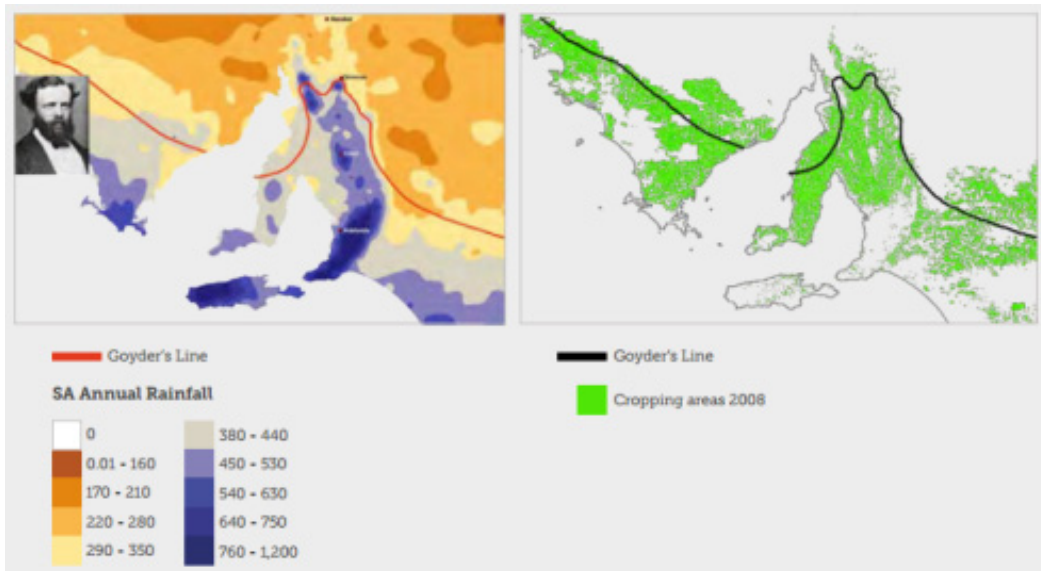 Goyder's Line
SA Annual Rainfall
0
0.01 - 160
170 - 210
220 - 280
290 - 350
380 - 440
450 - 530
540 - 630
640 - 750
760 - 1,200
Goyder's Line
Cropping areas 2008